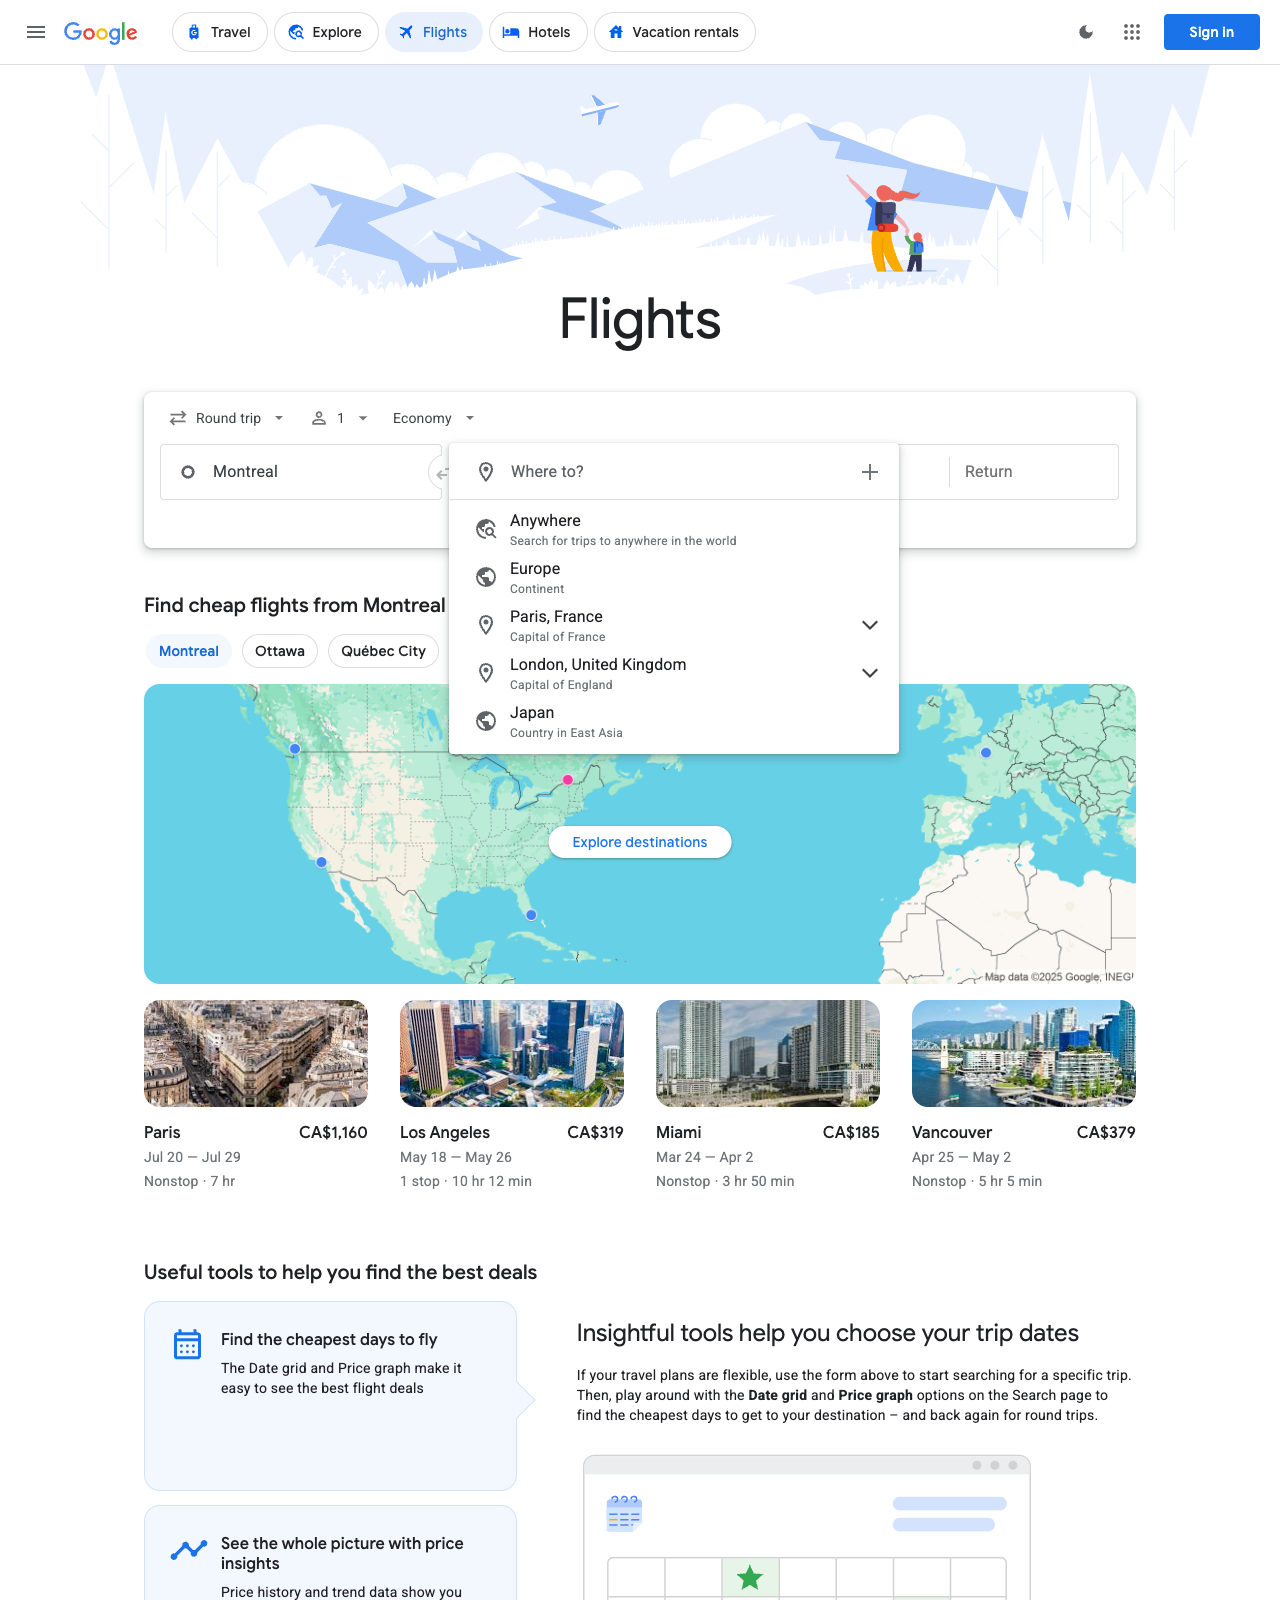 Google
Travel
Explore
Flights
Hotels
Vacation rentals
Sign in
Flights
Round trip
1
Economy
Montreal
Where to?
Return
Anywhere
Search for trips to anywhere in the world
Europe
Continent
Paris, France
Capital of France
London, United Kingdom
Capital of England
Japan
Country in East Asia
Find cheap flights from Montreal
Montreal
Ottawa
Québec City
Explore destinations
Map data ©2025 Google, INEGI
Paris CA$1,160
Jul 20 — Jul 29
Nonstop · 7 hr
Los Angeles CA$319
May 18 — May 26
1 stop · 10 hr 12 min
Miami CA$185
Mar 24 — Apr 2
Nonstop · 3 hr 50 min
Vancouver CA$379
Apr 25 — May 2
Nonstop · 5 hr 5 min
Useful tools to help you find the best deals
Find the cheapest days to fly
The Date grid and Price graph make it
easy to see the best flight deals
See the whole picture with price
insights
Price history and trend data show you
Insightful tools help you choose your trip dates
If your travel plans are flexible, use the form above to start searching for a specific trip.
Then, play around with the Date grid and Price graph options on the Search page to
find the cheapest days to get to your destination – and back again for round trips.